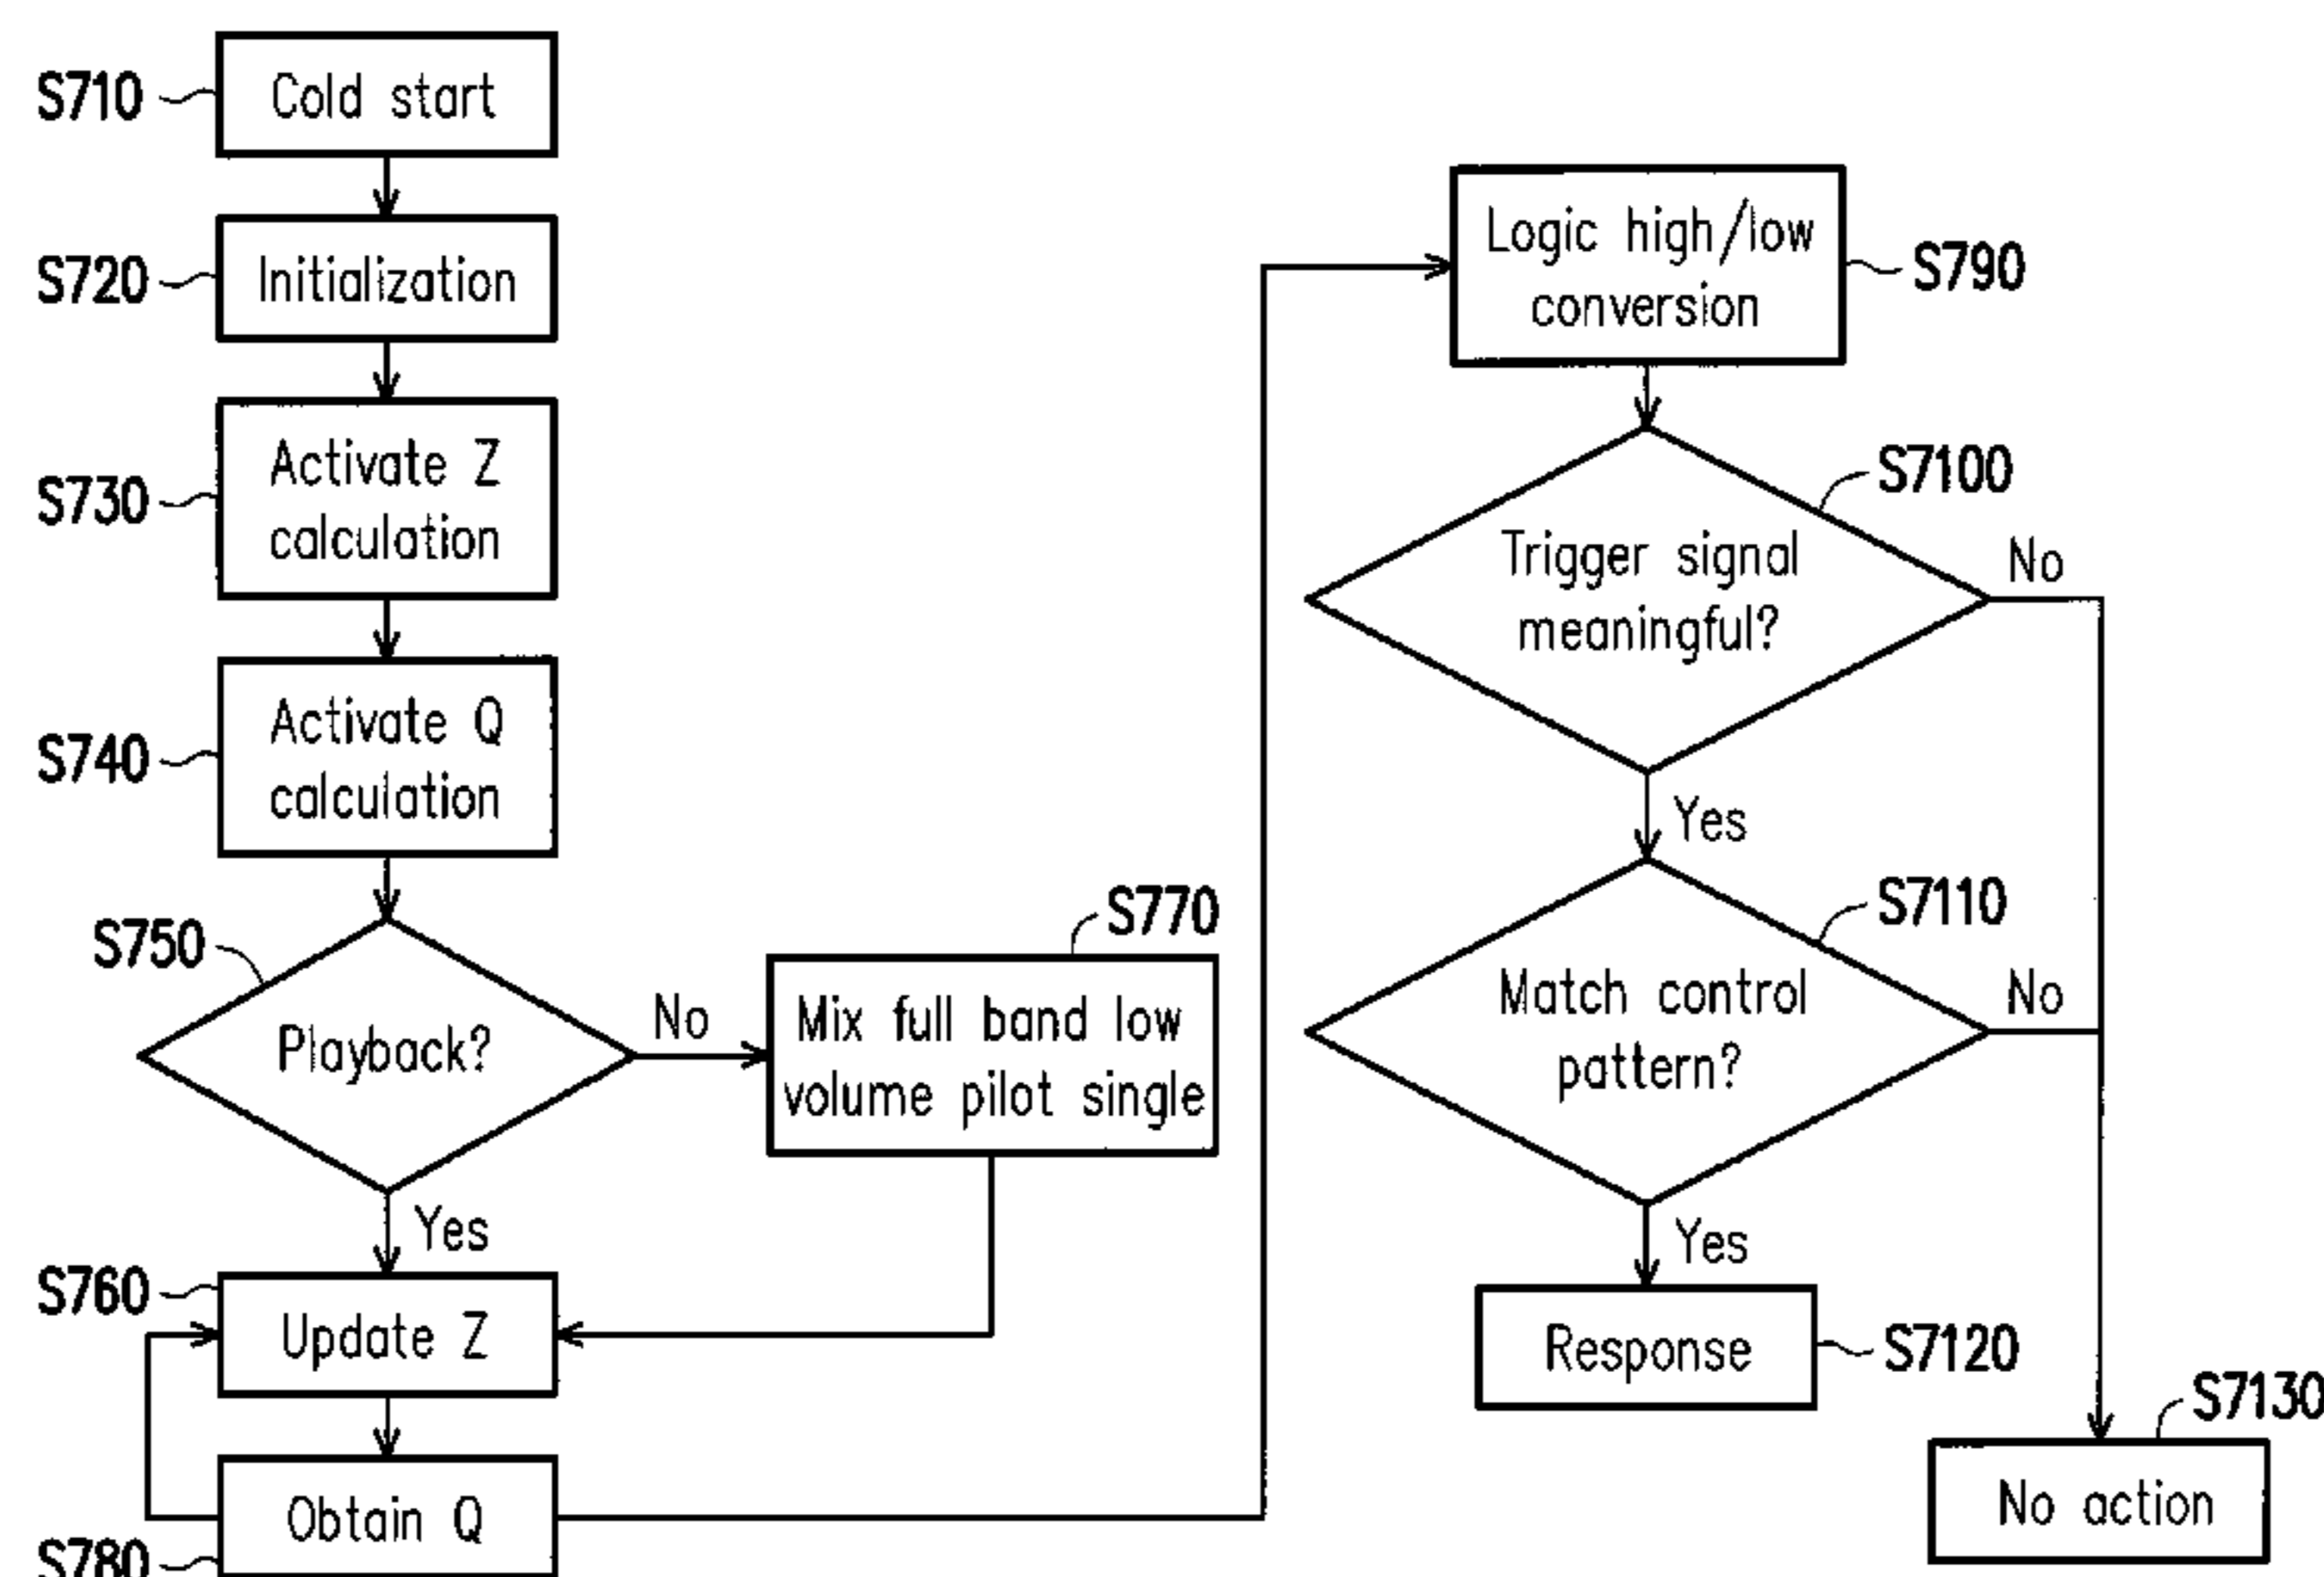 S710
Cold start
S720
Initialization
S730
Activate Z
calculation
S740
Activate Q
calculation
S750
Playback?
No
S770
Mix full band low
volume pilot single
Yes
S760
Update Z
Obtain Q
S780
Logic high/low
conversion
S790
S7100
Trigger signal
meaningful?
No
Yes
S7110
Match control
pattern?
No
Yes
Response
S7120
S7130
No action